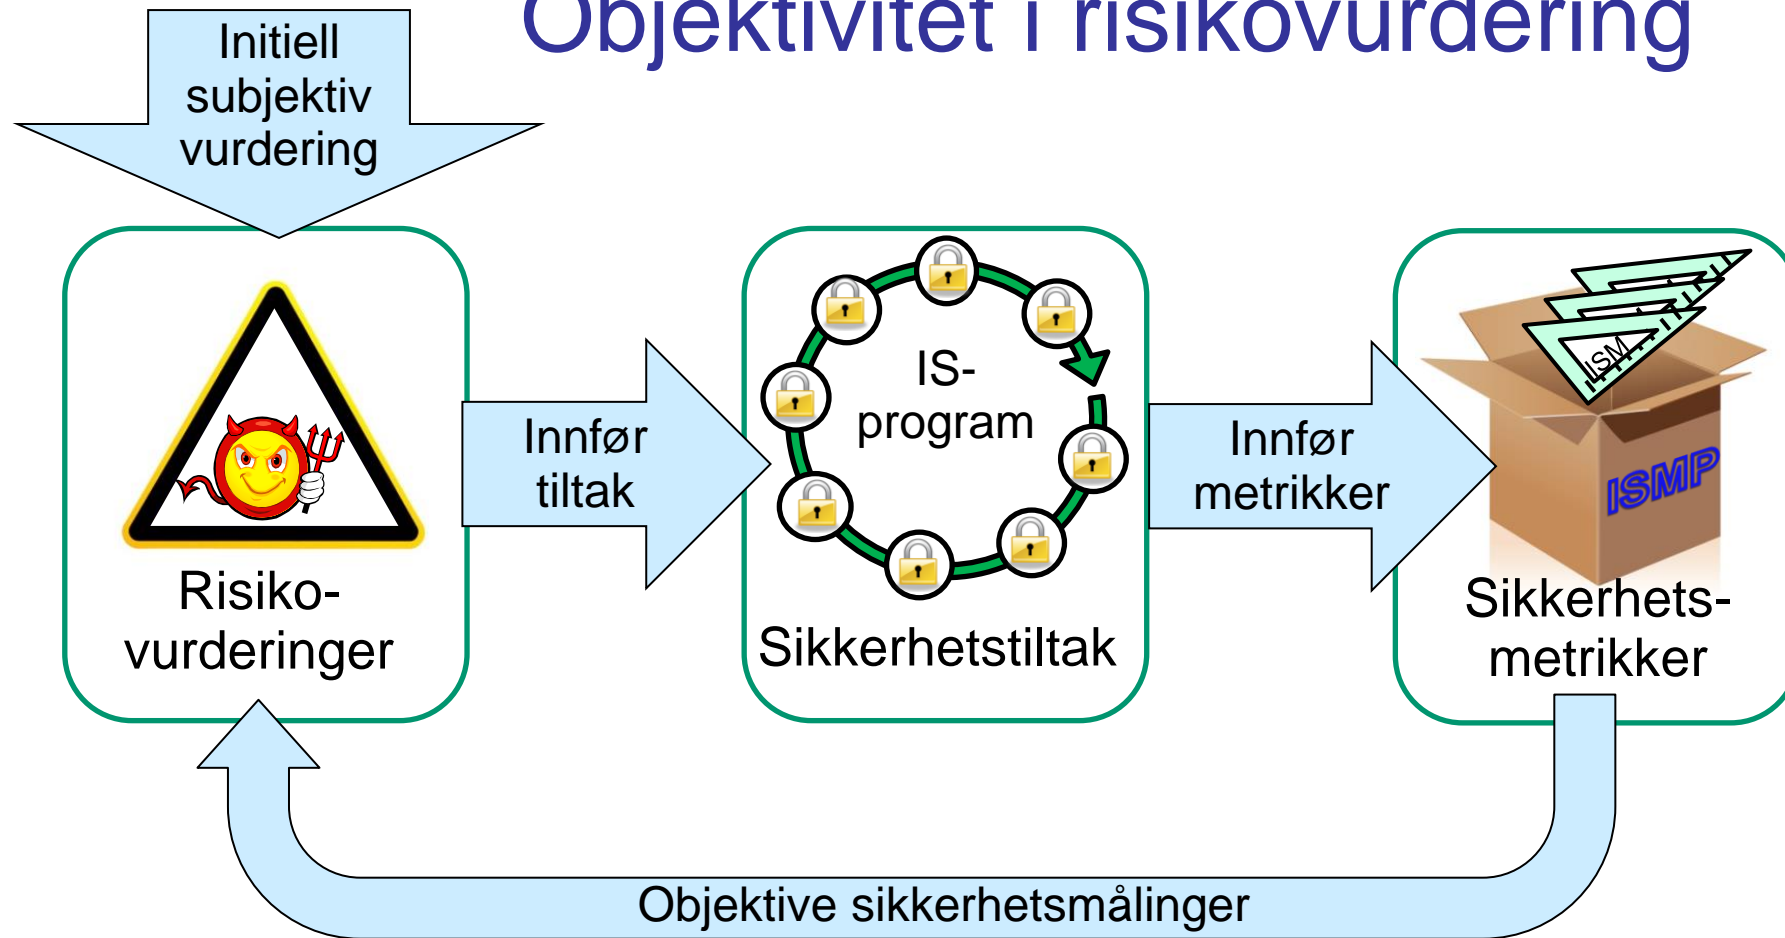 Objektivitet i risikovurdering
Initiell
subjektiv
vurdering
Risiko-
vurderinger
Innfør
tiltak
IS-
program
Sikkerhetstiltak
Innfør
metrikker
ISM
ISMP
Sikkerhets-
metrikker
Objektive sikkerhetsmålinger